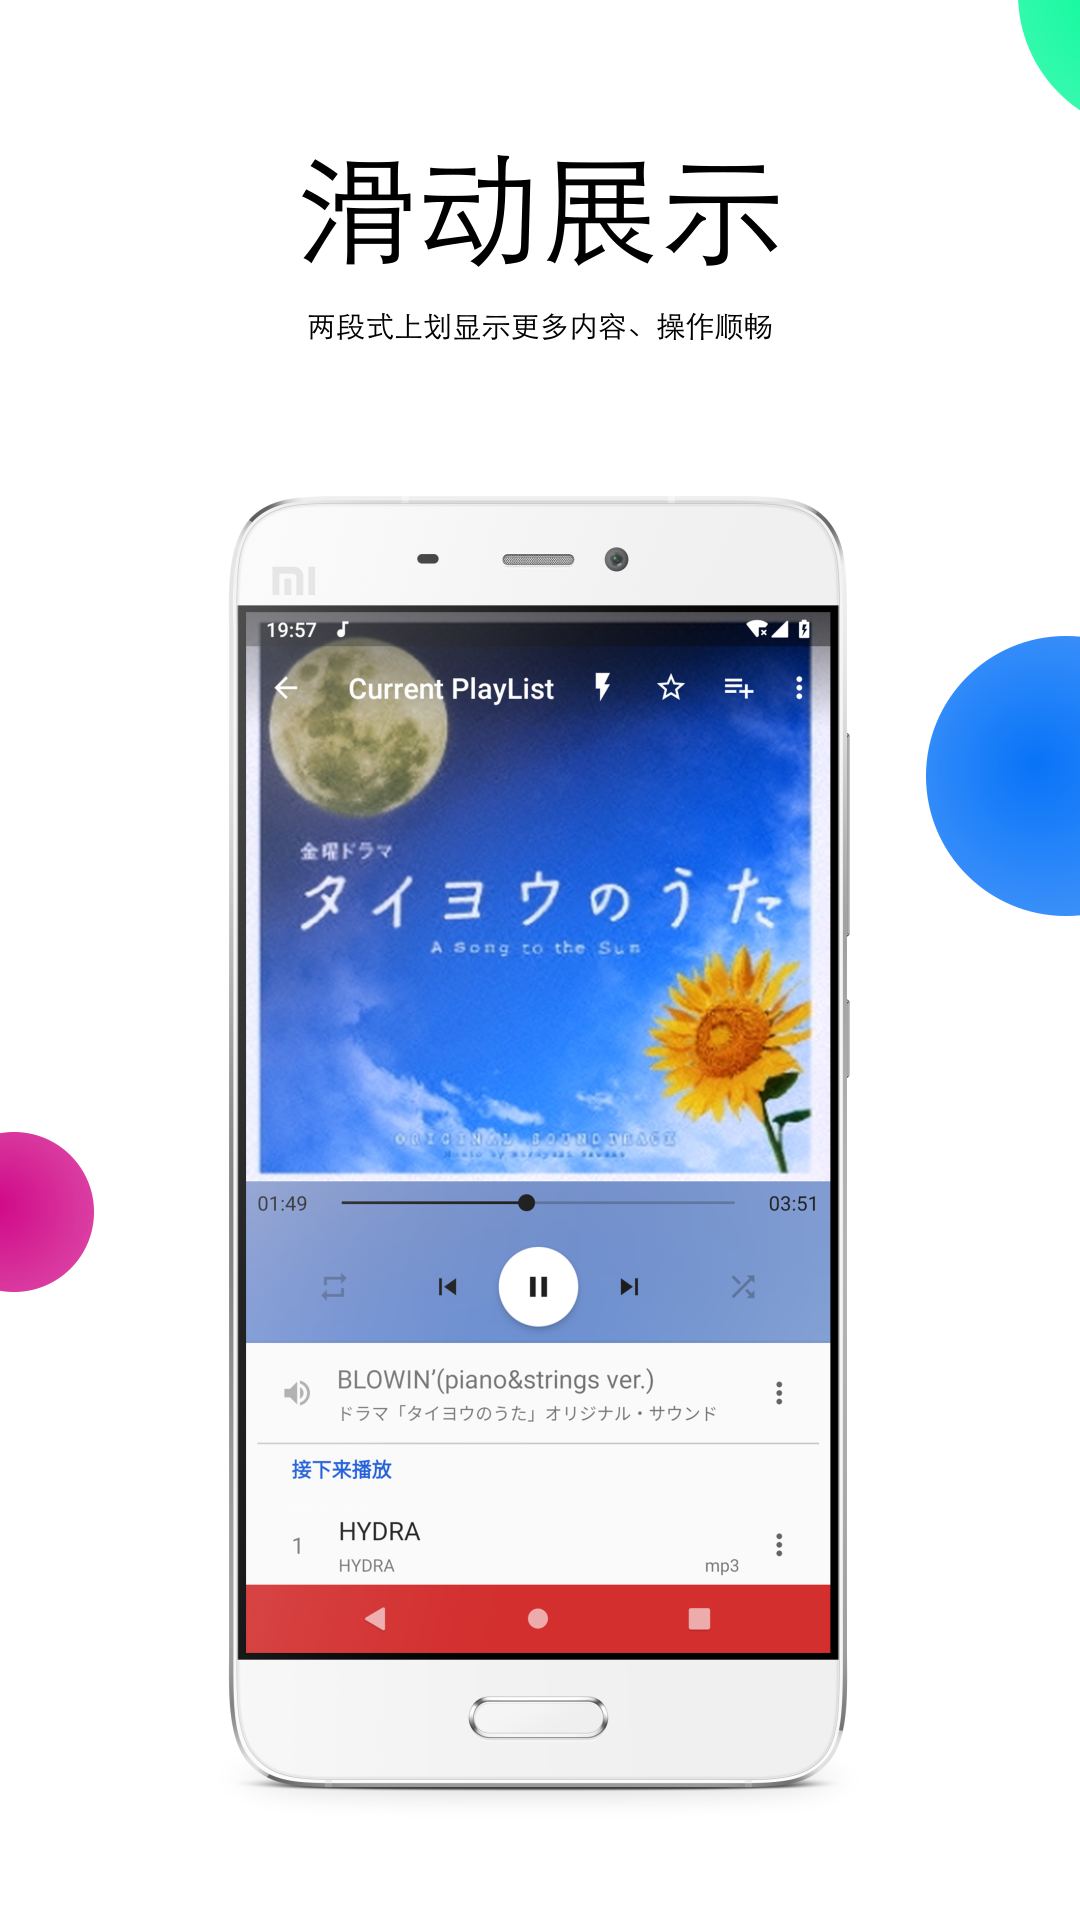 滑动展示
两段式上划显示更多内容、操作顺畅
mi
19:57
Current PlayList
金曜ドラマ
タイヨウのうた
A Song to the Sun
ORIGINAL SOUNDTRACK
01:49
03:51
BLOWIN'(piano&strings ver.)
ドラマ「タイヨウのうた」オリジナル・サウンド
接下来播放
1
HYDRA
HYDRA
mp3